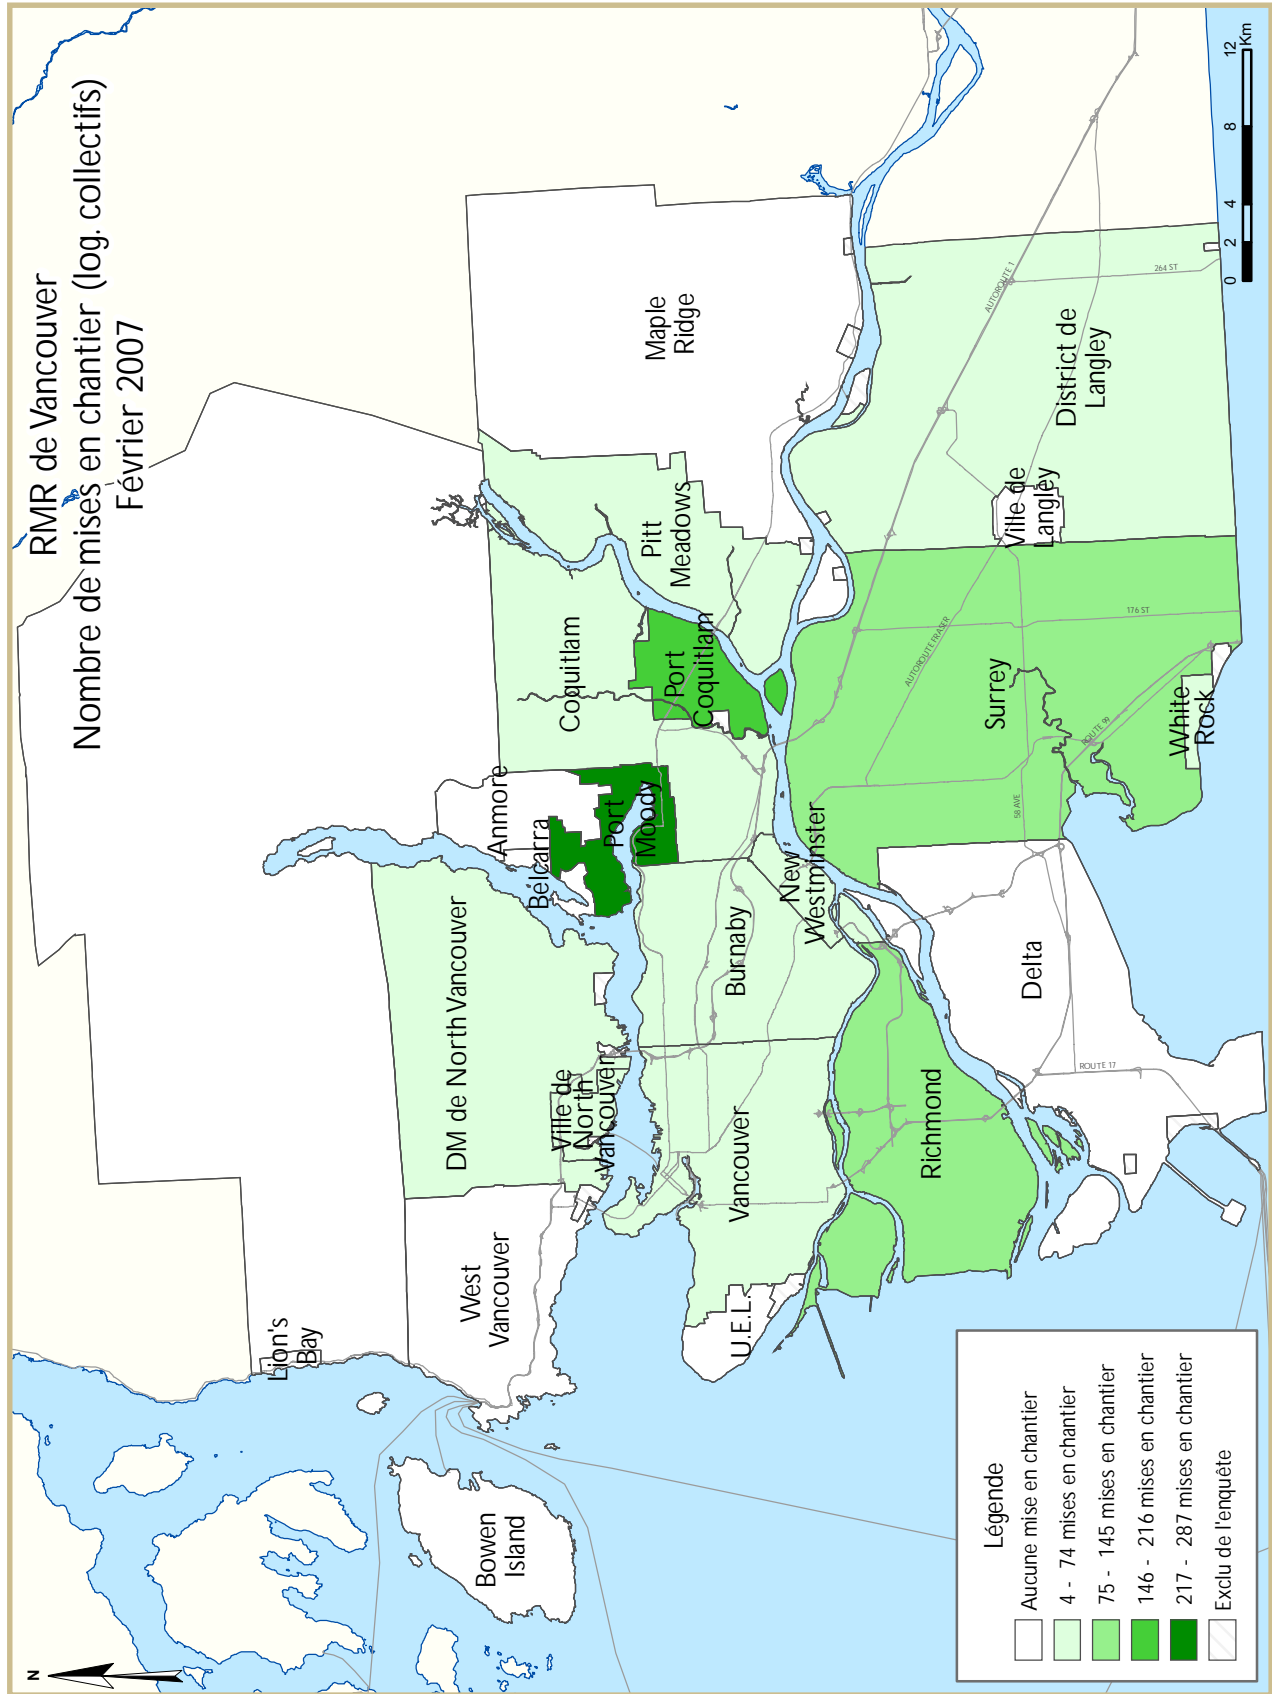 RMR de Vancouver
Nombre de mises en chantier (log. collectifs)
Février 2007
N
Lion's
Bay
Bowen
Island
West
Vancouver
DM de North Vancouver
Ville de
North
Vancouver
U.E.L.
Vancouver
Burnaby
Belcarra
Anmore
Port
Moody
Coquitlam
Port
Coquitlam
Pitt
Meadows
Maple
Ridge
New
Westminster
Richmond
Delta
Surrey
White
Rock
Ville de
Langley
District de
Langley
AUTOROUTE 1
264 ST
176 ST
AUTOROUTE FRASER
ROUTE 99
58 AVE
ROUTE 17
0 2 4 8 12
Km
Légende
Aucune mise en chantier
4 - 74 mises en chantier
75 - 145 mises en chantier
146 - 216 mises en chantier
217 - 287 mises en chantier
Exclu de l'enquête